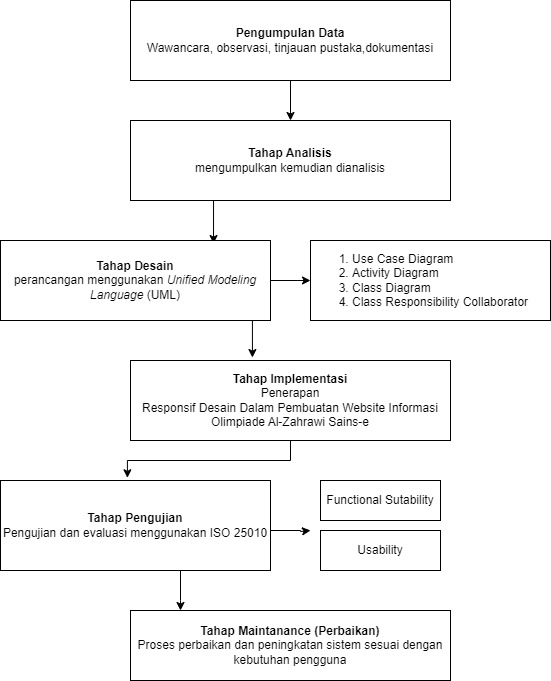 Pengumpulan Data
Wawancara, observasi, tinjauan pustaka,dokumentasi
Tahap Analisis
mengumpulkan kemudian dianalisis
Tahap Desain
perancangan menggunakan Unified Modeling
Language (UML)
1. Use Case Diagram
2. Activity Diagram
3. Class Diagram
4. Class Responsibility Collaborator
Tahap Implementasi
Penerapan
Responsif Desain Dalam Pembuatan Website Informasi
Olimpiade Al-Zahrawi Sains-e
Tahap Pengujian
Pengujian dan evaluasi menggunakan ISO 25010
Functional Sutability
Usability
Tahap Maintanance (Perbaikan)
Proses perbaikan dan peningkatan sistem sesuai dengan
kebutuhan pengguna